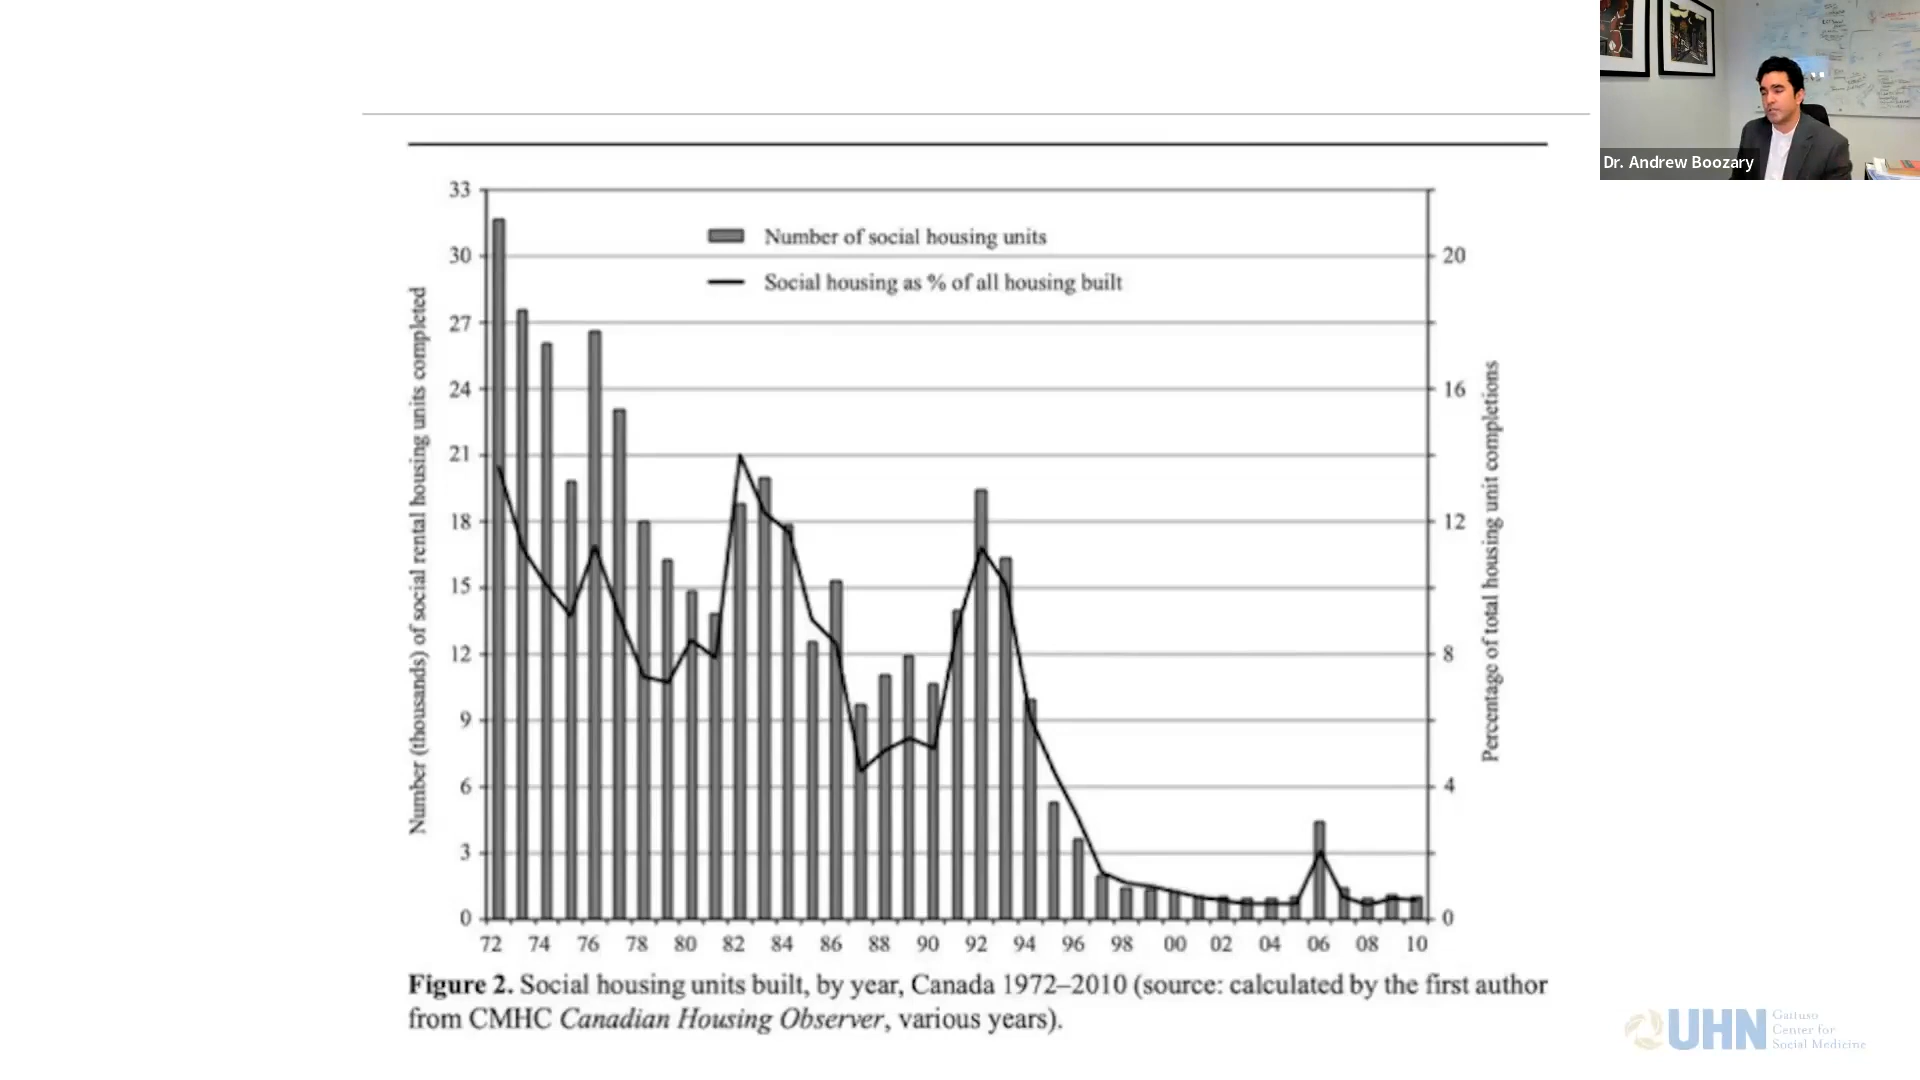 Dr. Andrew Boozary
33
30
27
24
21
18
15
12
9
6
3
0
Number (thousands) of social rental housing units completed
Number of social housing units
Social housing as % of all housing built
20
16
12
8
4
0
Percentage of total housing unit completions
72 74 76 78 80 82 84 86 88 90 92 94 96 98 00 02 04 06 08 10
Figure 2. Social housing units built, by year, Canada 1972–2010 (source: calculated by the first author
from CMHC Canadian Housing Observer, various years).
UHN
Gattuso
Center for
Social Medicine